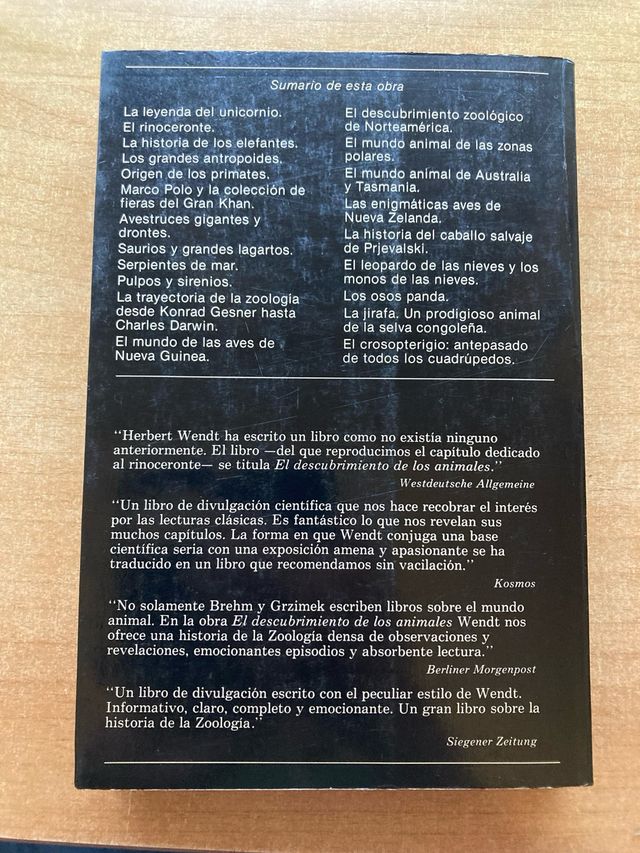 Sumario de esta obra
La leyenda del unicornio.
El rinoceronte.
La historia de los elefantes.
Los grandes antropoides.
Origen de los primates.
Marco Polo y la colección de
fieras del Gran Khan.
Avestruces gigantes y
drontes.
Saurios y grandes lagartos.
Serpientes de mar.
Pulpos y sirenios.
La trayectoria de la zoología
desde Konrad Gesner hasta
Charles Darwin.
El mundo de las aves de
Nueva Guinea.
El descubrimiento zoológico
de Norteamérica.
El mundo animal de las zonas
polares.
El mundo animal de Australia
y Tasmania.
Las enigmáticas aves de
Nueva Zelanda.
La historia del caballo salvaje
de Prjevalski.
El leopardo de las nieves y los
monos de las nieves.
Los osos panda.
La jirafa. Un prodigioso animal
de la selva congoleña.
El crosopterigio: antepasado
de todos los cuadrúpedos.
"Herbert Wendt ha escrito un libro como no existía ninguno
anteriormente. El libro —del que reproducimos el capítulo dedicado
al rinoceronte— se titula El descubrimiento de los animales."
Westdeutsche Allgemeine
"Un libro de divulgación científica que nos hace recobrar el interés
por las lecturas clásicas. Es fantástico lo que nos revelan sus
muchos capítulos. La forma en que Wendt conjuga una base
científica seria con una exposición amena y apasionante se ha
traducido en un libro que recomendamos sin vacilación."
Kosmos
"No solamente Brehm y Grzimek escriben libros sobre el mundo
animal. En la obra El descubrimiento de los animales Wendt nos
ofrece una historia de la Zoología densa de observaciones y
revelaciones, emocionantes episodios y absorbente lectura."
Berliner Morgenpost
"Un libro de divulgación escrito con el peculiar estilo de Wendt.
Informativo, claro, completo y emocionante. Un gran libro sobre la
historia de la Zoología."
Siegener Zeitung